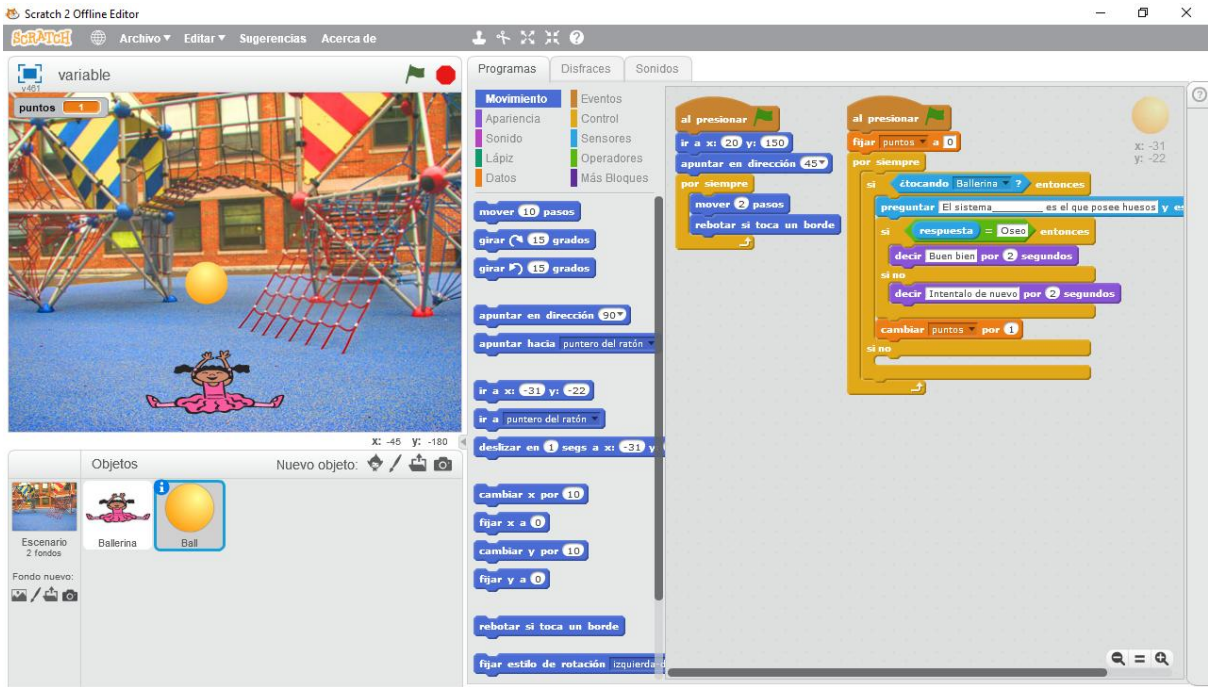 Scratch 2 Offline Editor
SCRATCH Archivo Editar Sugerencias Acerca de
variable
v461
puntos 1
X: -45 y: -180
Objetos
Nuevo objeto:
Escenario
2 fondos
Fondo nuevo:
Ballerina
Ball
Programas Disfraces Sonidos
Movimiento Eventos
Apariencia Control
Sonido Sensores
Lápiz Operadores
Datos Más Bloques
mover 10 pasos
girar 15 grados
girar 15 grados
apuntar en dirección 90
apuntar hacia puntero del ratón
ir a x: -31 y: -22
ir a puntero del ratón
deslizar en 1 segs a x: -31 y
cambiar x por 10
fijar x a 0
cambiar y por 10
fijar y a 0
rebotar si toca un borde
fijar estilo de rotación izquierda-d
al presionar
ir a x: 20 y: 150
apuntar en dirección 45
por siempre
mover 2 pasos
rebotar si toca un borde
al presionar
fijar puntos a 0
por siempre
si ¿tocando Ballerina ? entonces
preguntar El sistema__________ es el que posee huesos y es
si respuesta = Oseo entonces
decir Buen bien por 2 segundos
si no
decir Intentalo de nuevo por 2 segundos
cambiar puntos por 1
si no
x: -31
y: -22